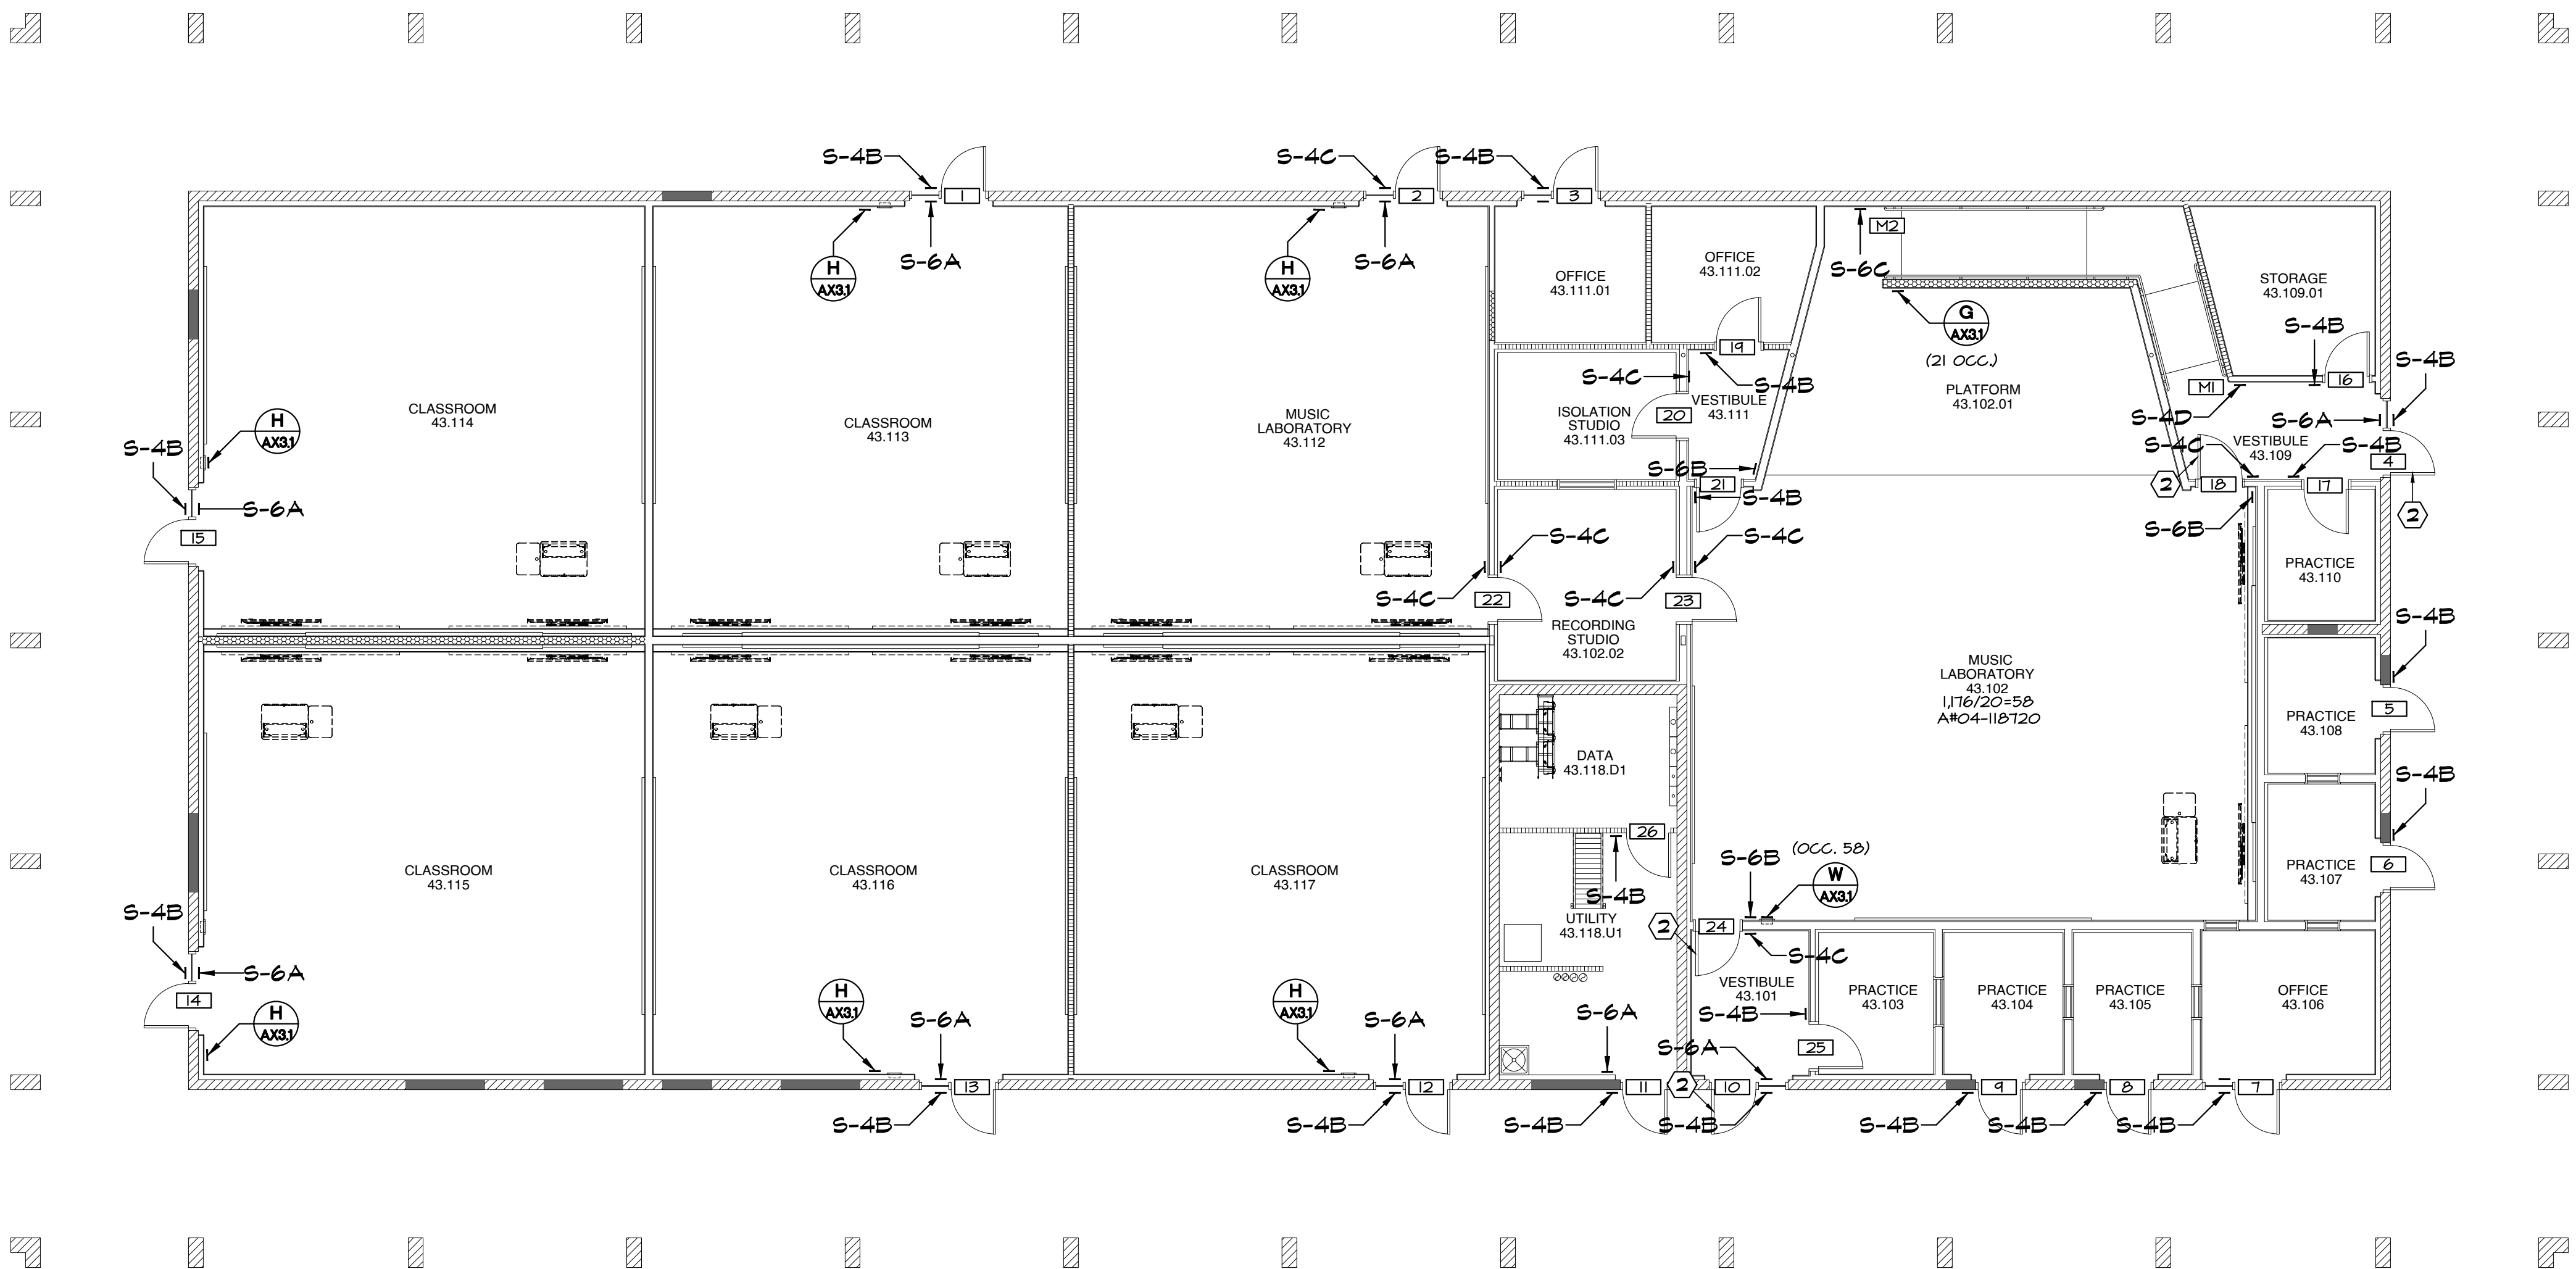 S-4B
S-4C
S-4B
1
2
3
H
AX3.1
S-6A
H
AX3.1
S-6A
M2
S-6C
OFFICE
43.111.01
OFFICE
43.111.02
STORAGE
43.109.01
G
AX3.1
(21 OCC.)
PLATFORM
43.102.01
S-4B
19
S-4C
S-4B
M1
16
S-4B
CLASSROOM
43.114
CLASSROOM
43.113
MUSIC
LABORATORY
43.112
ISOLATION
STUDIO
43.111.03
20
VESTIBULE
43.111
S-4D
S-6A
S-4C
VESTIBULE
43.109
S-4B
4
H
AX3.1
S-4B
S-6A
15
S-6B
21
S-4B
2
18
17
2
S-6B
S-4C
S-4C
S-4C
22
S-4C
23
PRACTICE
43.110
RECORDING
STUDIO
43.102.02
S-4B
MUSIC
LABORATORY
43.102
1,176/20=58
A#04-118720
PRACTICE
43.108
5
DATA
43.118.D1
S-4B
26
S-6B
(OCC. 58)
W
AX3.1
PRACTICE
43.107
6
CLASSROOM
43.115
CLASSROOM
43.116
CLASSROOM
43.117
S-4B
UTILITY
43.118.U1
2
24
S-4C
S-4B
S-6A
14
H
AX3.1
H
AX3.1
S-6A
H
AX3.1
S-6A
S-6A
VESTIBULE
43.101
S-4B
PRACTICE
43.103
PRACTICE
43.104
PRACTICE
43.105
OFFICE
43.106
S-6A
25
13
12
11
2
10
9
8
7
S-4B
S-4B
S-4B
S-4B
S-4B
S-4B
S-4B